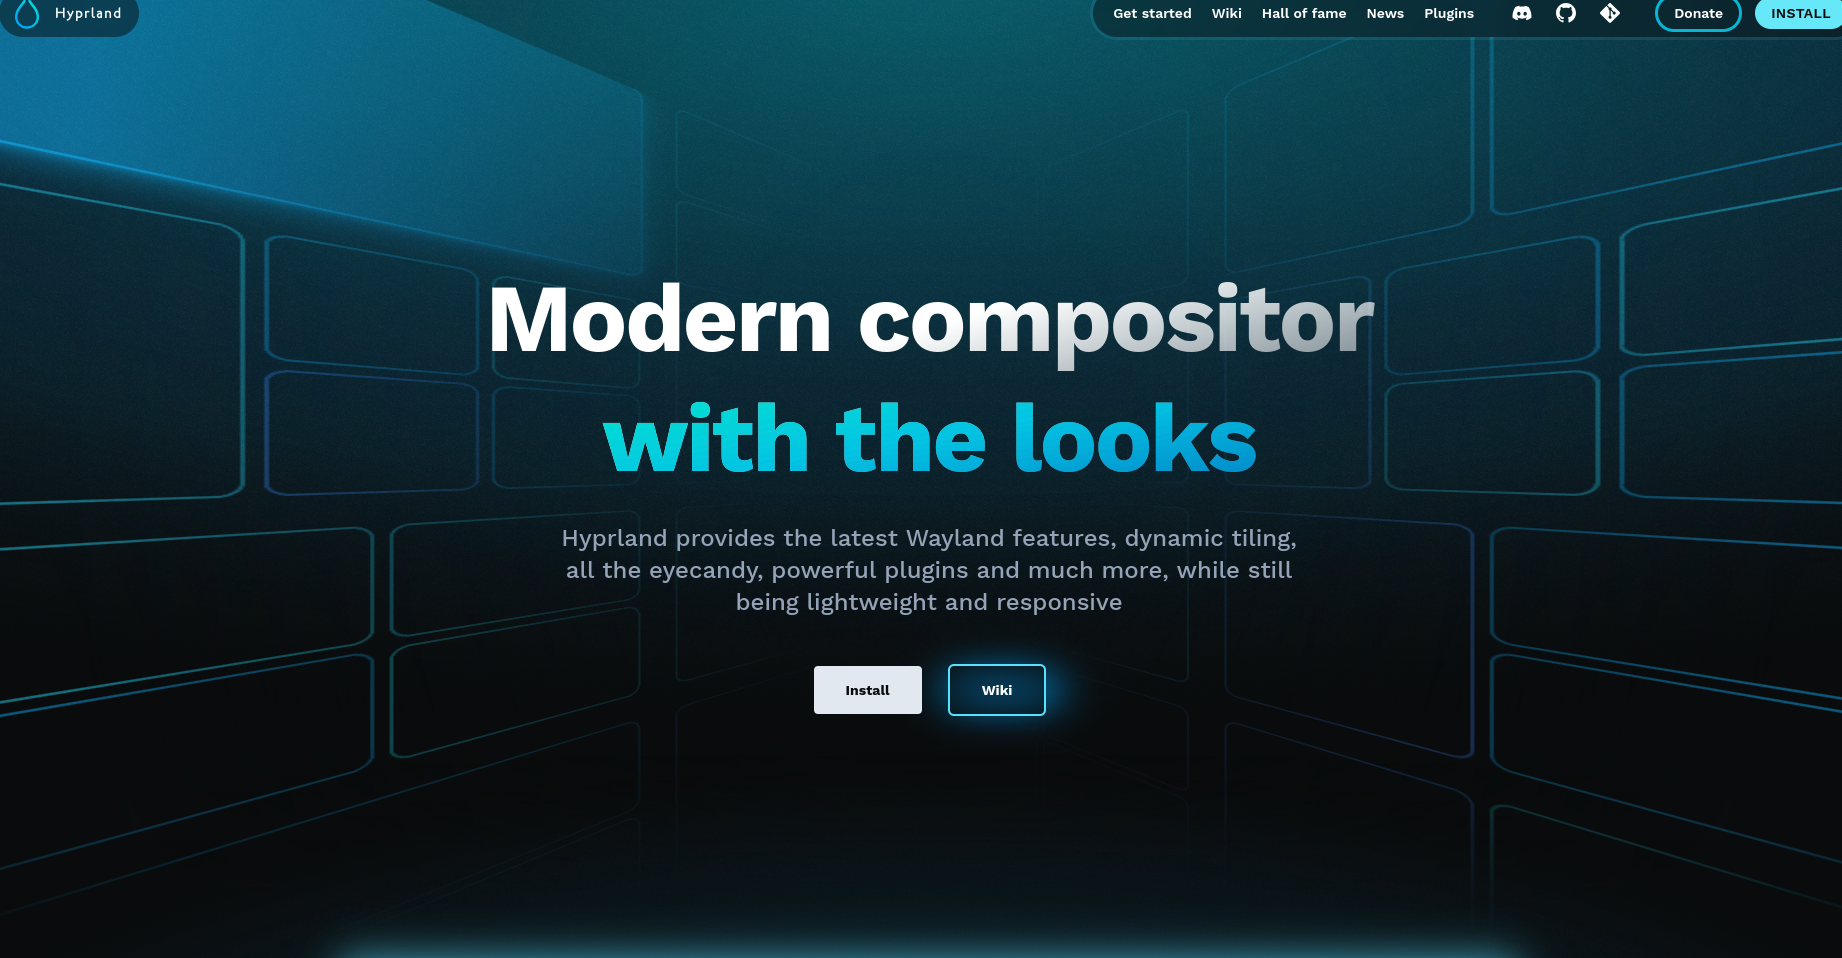 Hyprland
Get started Wiki Hall of fame News Plugins Donate INSTALL
Modern compositor
with the looks
Hyprland provides the latest Wayland features, dynamic tiling,
all the eyecandy, powerful plugins and much more, while still
being lightweight and responsive
Install Wiki